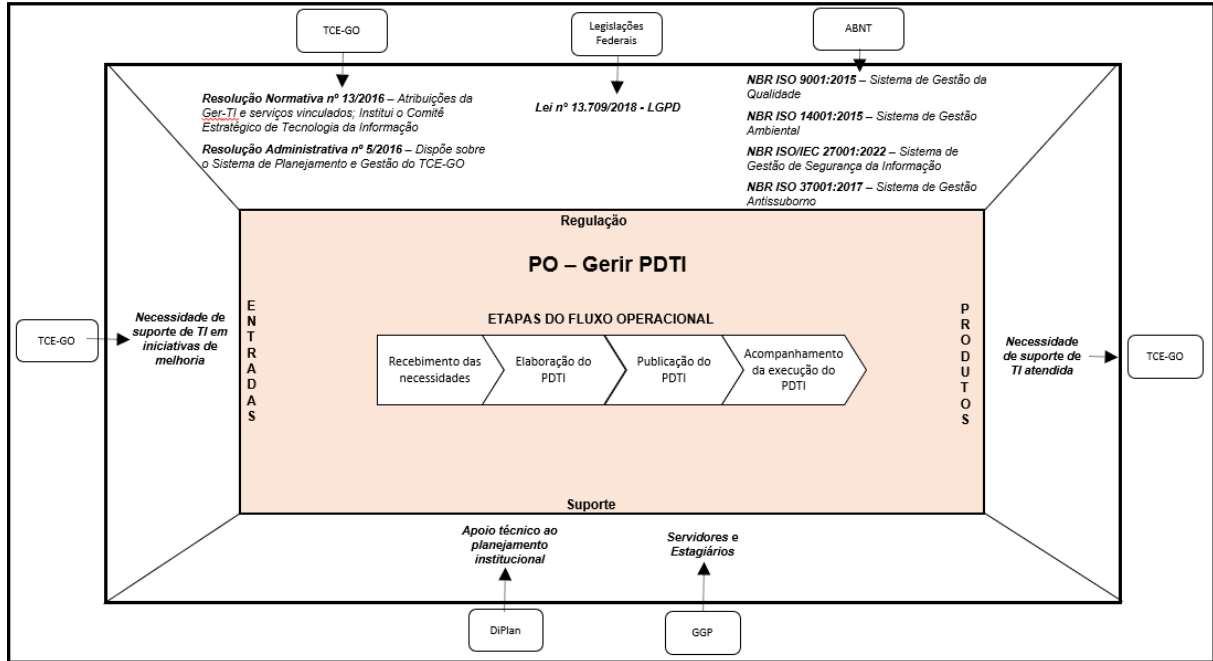 TCE-GO
Legislações
Federais
ABNT
Resolução Normativa nº 13/2016 – Atribuições da
Ger-TI e serviços vinculados; Institui o Comitê
Estratégico de Tecnologia da Informação
Resolução Administrativa nº 5/2016 – Dispõe sobre
o Sistema de Planejamento e Gestão do TCE-GO
Lei nº 13.709/2018 - LGPD
NBR ISO 9001:2015 – Sistema de Gestão da
Qualidade
NBR ISO 14001:2015 – Sistema de Gestão
Ambiental
NBR ISO/IEC 27001:2022 – Sistema de
Gestão de Segurança da Informação
NBR ISO 37001:2017 – Sistema de Gestão
Antissuborno
Regulação
PO – Gerir PDTI
TCE-GO
Necessidade de
suporte de TI em
iniciativas de
melhoria
ENTRADAS
ETAPAS DO FLUXO OPERACIONAL
Recebimento das
necessidades
Elaboração do
PDTI
Publicação do
PDTI
Acompanhamento
da execução do
PDTI
PRODUTOS
Necessidade
de suporte de
TI atendida
TCE-GO
Suporte
Apoio técnico ao
planejamento
institucional
Servidores e
Estagiários
DiPlan
GGP